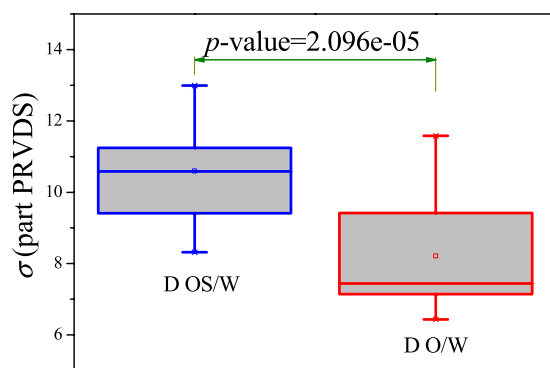 p-value=2.096e-05
14
12
10
8
6
σ (part PRVDS)
D OS/W
D O/W